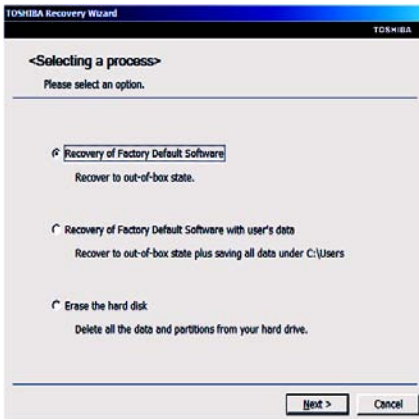 TOSHIBA Recovery Wizard
TOSHIBA
<Selecting a process>
Please select an option.
Recovery of Factory Default Software
Recover to out-of-box state.
Recovery of Factory Default Software with user's data
Recover to out-of-box state plus saving all data under C:\Users
Erase the hard disk
Delete all the data and partitions from your hard drive.
Next > Cancel